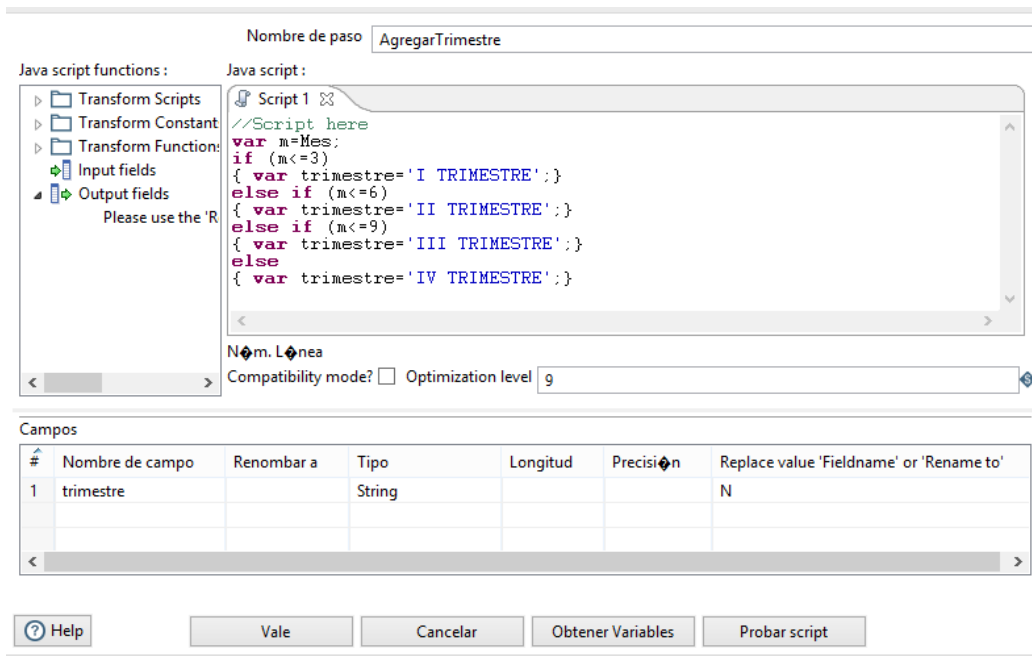 Nombre de paso AgregarTrimestre
Java script functions :
Java script :
Transform Scripts
Transform Constant
Transform Function:
Input fields
Output fields
Please use the 'R
Script 1
//Script here
var m=Mes;
if (m<=3)
{ var trimestre='I TRIMESTRE';}
else if (m<=6)
{ var trimestre='II TRIMESTRE';}
else if (m<=9)
{ var trimestre='III TRIMESTRE';}
else
{ var trimestre='IV TRIMESTRE';}
N�m. L�nea
Compatibility mode? Optimization level 9
Campos
# Nombre de campo Renombar a Tipo Longitud Precisi�n Replace value 'Fieldname' or 'Rename to'
1 trimestre String N
Help Vale Cancelar Obtener Variables Probar script